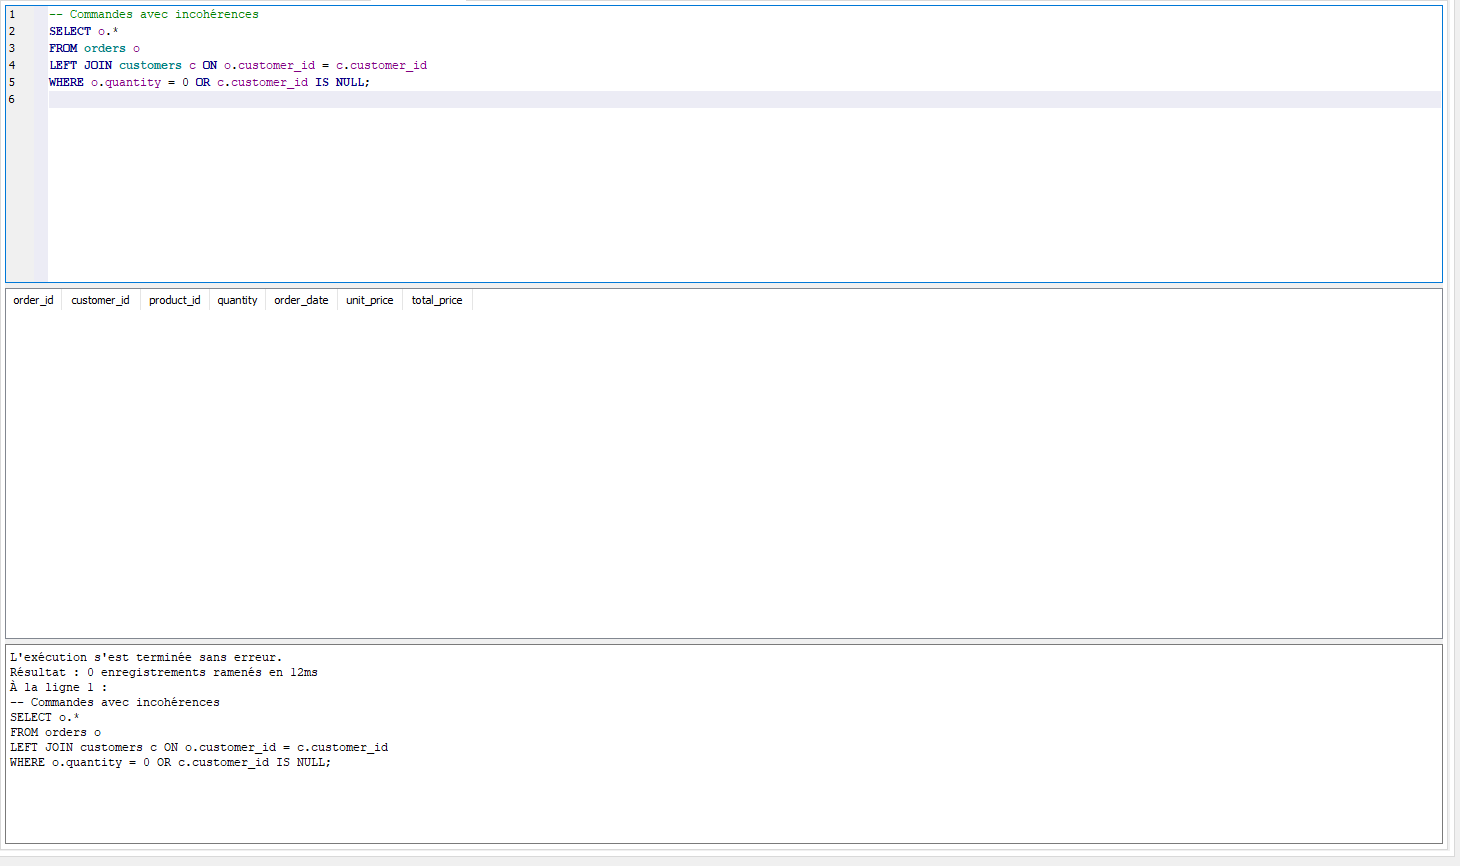 1 -- Commandes avec incohérences
2 SELECT o.*
3 FROM orders o
4 LEFT JOIN customers c ON o.customer_id = c.customer_id
5 WHERE o.quantity = 0 OR c.customer_id IS NULL;
6
order_id customer_id product_id quantity order_date unit_price total_price
L'exécution s'est terminée sans erreur.
Résultat : 0 enregistrements ramenés en 12ms
À la ligne 1 :
-- Commandes avec incohérences
SELECT o.*
FROM orders o
LEFT JOIN customers c ON o.customer_id = c.customer_id
WHERE o.quantity = 0 OR c.customer_id IS NULL;